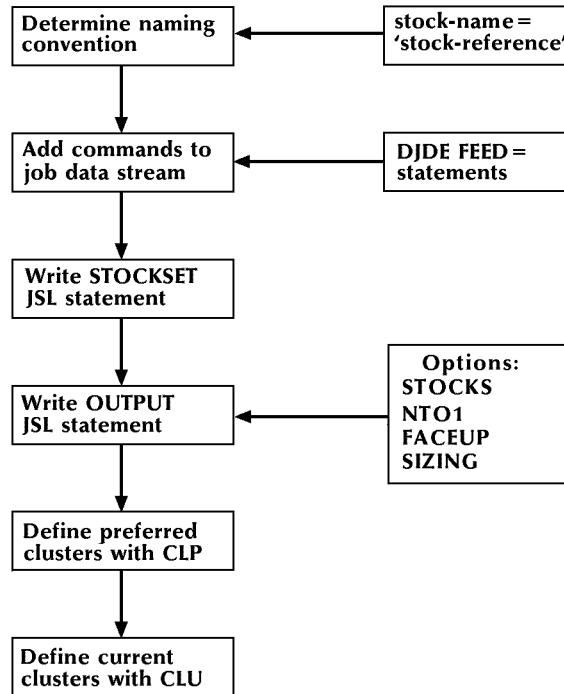 Determine naming
convention
stock-name=
‘stock-reference‘
Add commands to
job data stream
DJDE FEED=
statements
Write STOCKSET
JSL statement
Write OUTPUT
JSL statement
Options:
STOCKS
NTO1
FACEUP
SIZING
Define preferred
clusters with CLP
Define current
clusters with CLU